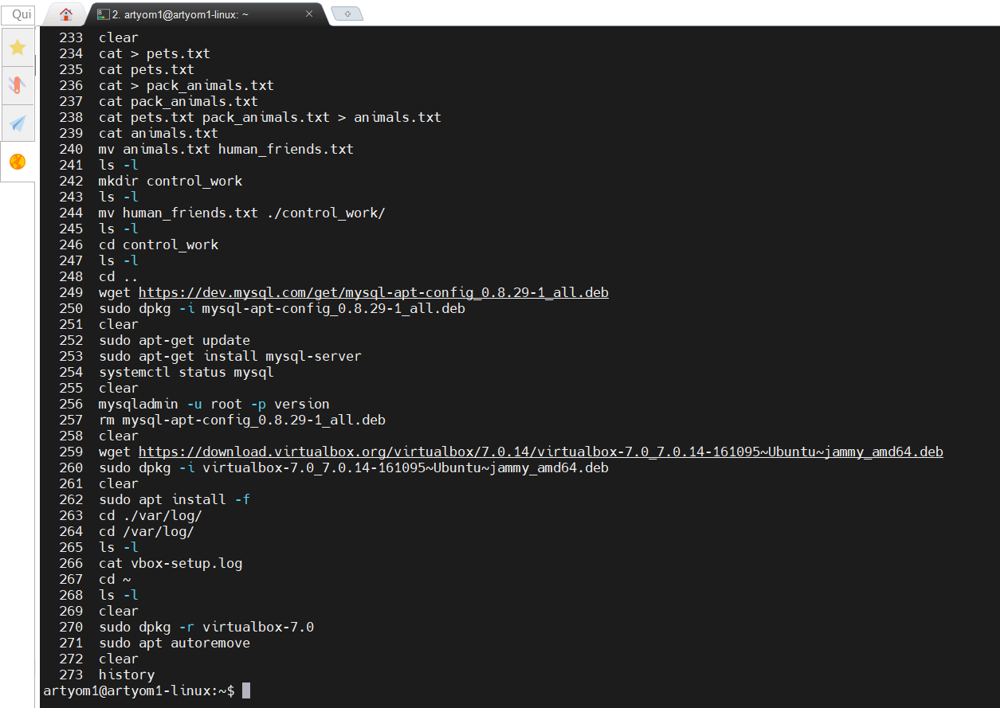 Qui
2. artyom1@artyom1-linux: ~
233 clear
234 cat > pets.txt
235 cat pets.txt
236 cat > pack_animals.txt
237 cat pack_animals.txt
238 cat pets.txt pack_animals.txt > animals.txt
239 cat animals.txt
240 mv animals.txt human_friends.txt
241 ls -l
242 mkdir control_work
243 ls -l
244 mv human_friends.txt ./control_work/
245 ls -l
246 cd control_work
247 ls -l
248 cd ..
249 wget https://dev.mysql.com/get/mysql-apt-config_0.8.29-1_all.deb
250 sudo dpkg -i mysql-apt-config_0.8.29-1_all.deb
251 clear
252 sudo apt-get update
253 sudo apt-get install mysql-server
254 systemctl status mysql
255 clear
256 mysqladmin -u root -p version
257 rm mysql-apt-config_0.8.29-1_all.deb
258 clear
259 wget https://download.virtualbox.org/virtualbox/7.0.14/virtualbox-7.0_7.0.14-161095~Ubuntu~jammy_amd64.deb
260 sudo dpkg -i virtualbox-7.0_7.0.14-161095~Ubuntu~jammy_amd64.deb
261 clear
262 sudo apt install -f
263 cd ./var/log/
264 cd /var/log/
265 ls -l
266 cat vbox-setup.log
267 cd ~
268 ls -l
269 clear
270 sudo dpkg -r virtualbox-7.0
271 sudo apt autoremove
272 clear
273 history
artyom1@artyom1-linux:~$